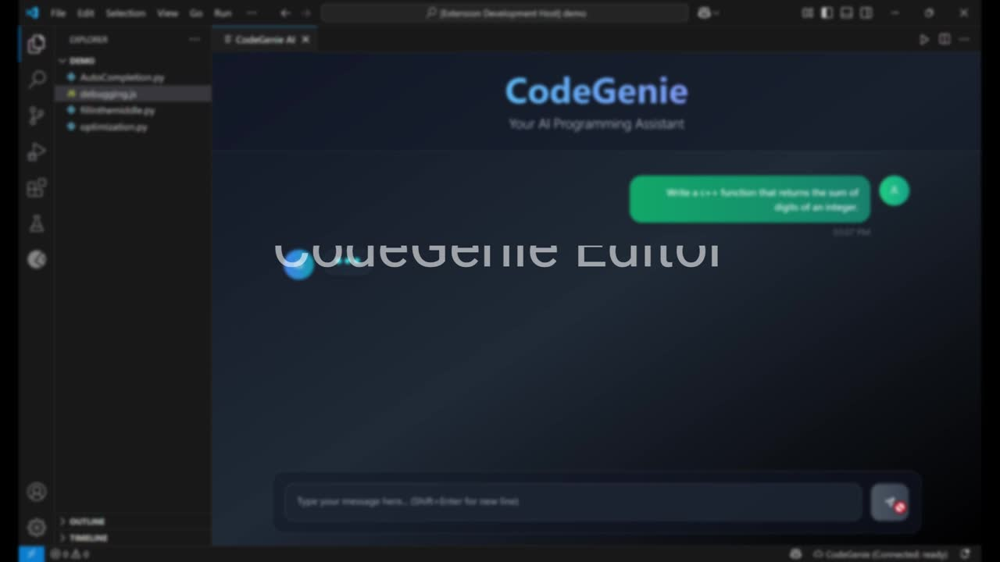 File Edit Selection View Go Run ···
[Extension Development Host] demo
EXPLORER
CodeGenie AI
DEMO
AutoCompletion.py
debugging.js
fillinthemiddle.py
optimization.py
CodeGenie
Your AI Programming Assistant
Write a c++ function that returns the sum of
digits of an integer.
10:07 PM
CodeGenie Editor
Type your message here... (Shift+Enter for new line)
OUTLINE
TIMELINE
0 0
CodeGenie (Connected: ready)